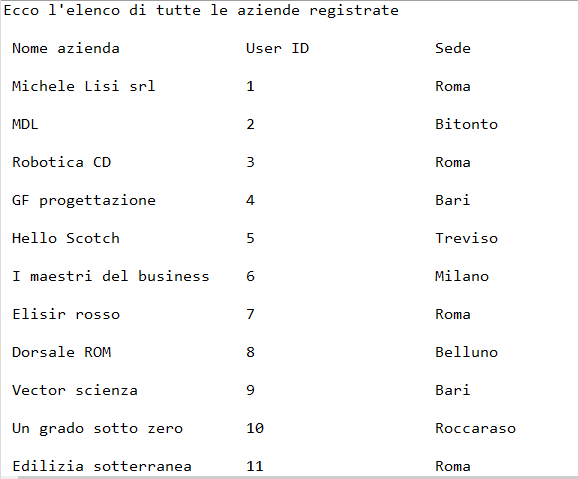 Ecco l'elenco di tutte le aziende registrate
Nome azienda User ID Sede
Michele Lisi srl 1 Roma
MDL 2 Bitonto
Robotica CD 3 Roma
GF progettazione 4 Bari
Hello Scotch 5 Treviso
I maestri del business 6 Milano
Elisir rosso 7 Roma
Dorsale ROM 8 Belluno
Vector scienza 9 Bari
Un grado sotto zero 10 Roccaraso
Edilizia sotterranea 11 Roma